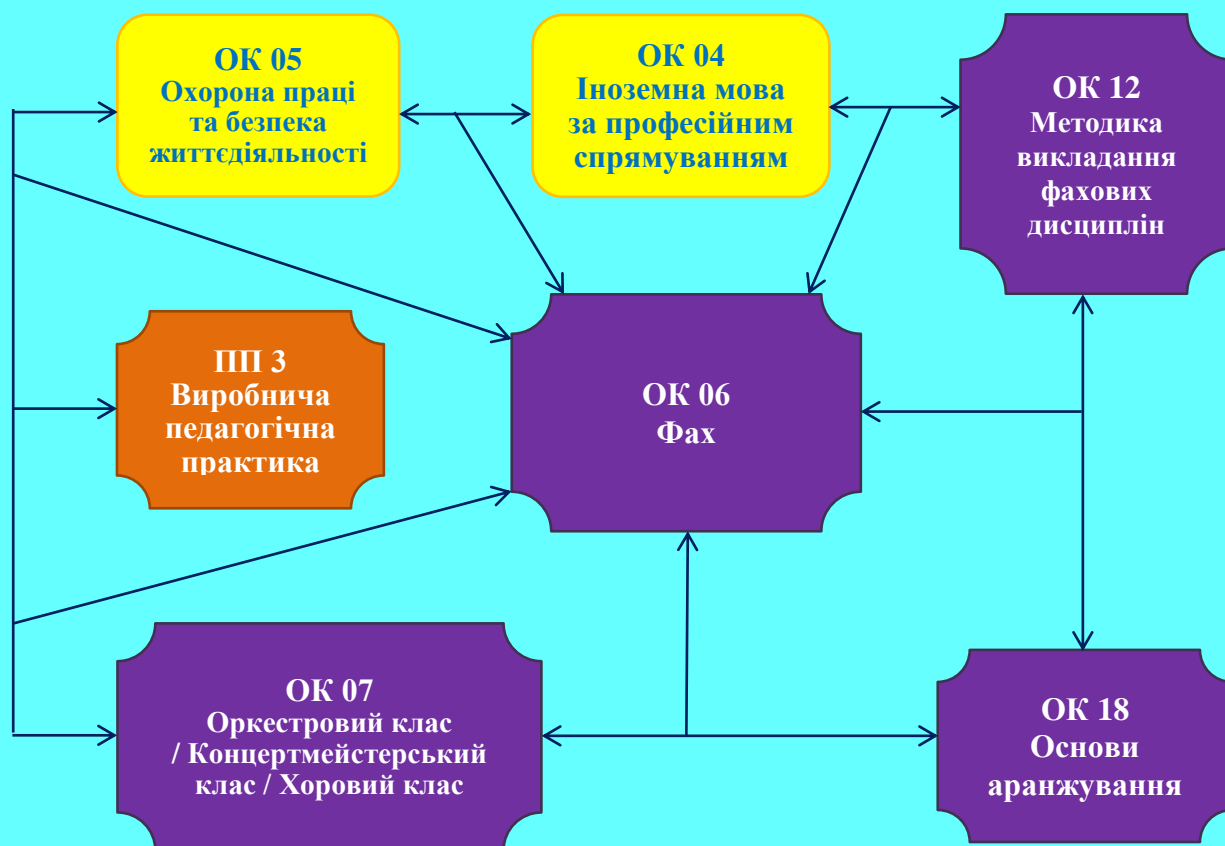 ОК 05
Охорона праці
та безпека
життєдіяльності
ОК 04
Іноземна мова
за професійним
спрямуванням
ОК 12
Методика
викладання
фахових
дисциплін
ПП 3
Виробнича
педагогічна
практика
ОК 06
Фах
ОК 07
Оркестровий клас
/ Концертмейстерський
клас / Хоровий клас
ОК 18
Основи
аранжування